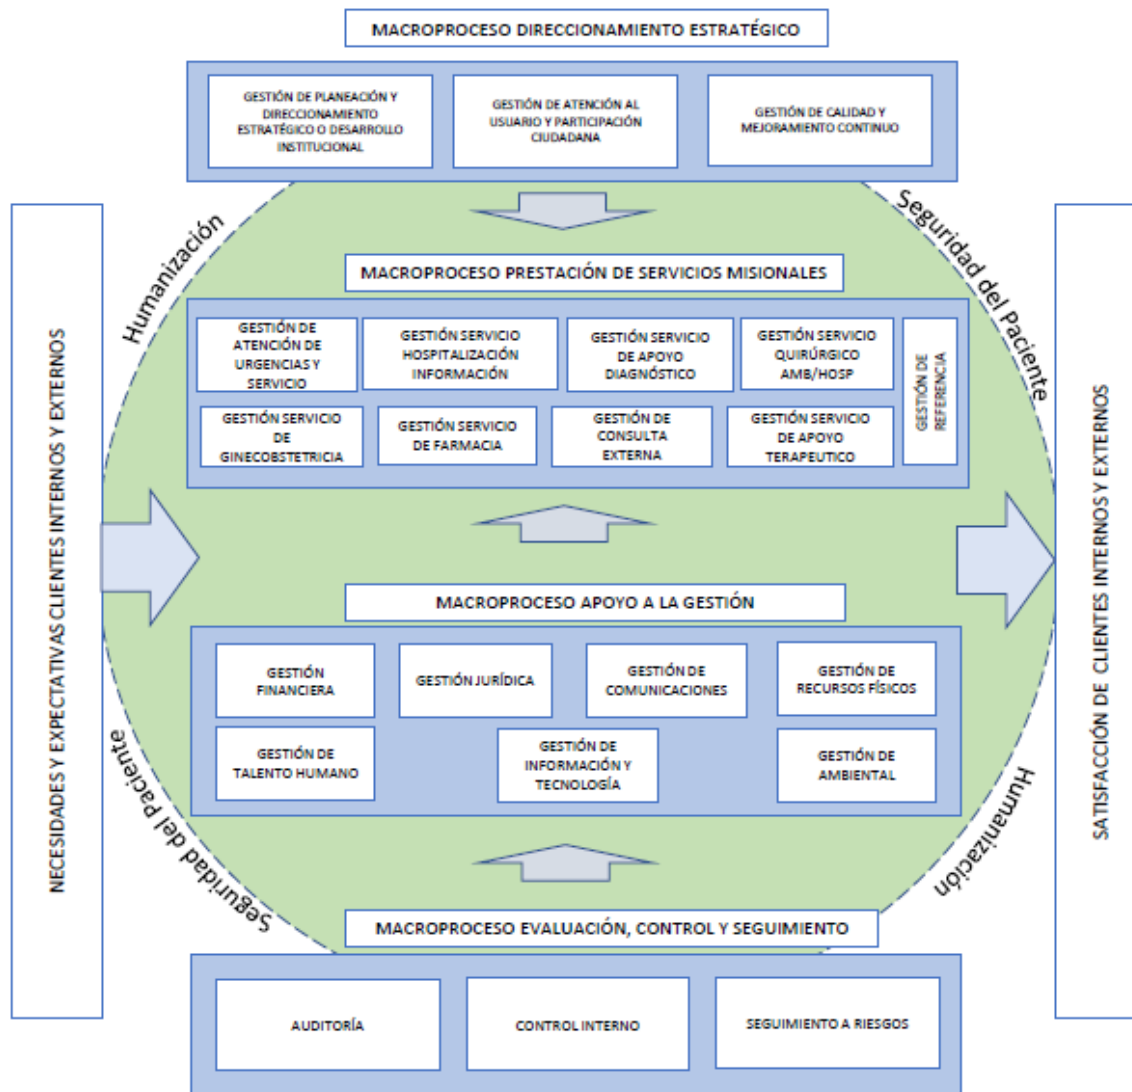 MACROPROCESO DIRECCIONAMIENTO ESTRATÉGICO
GESTIÓN DE PLANEACIÓN Y
DIRECCIONAMIENTO
ESTRATÉGICO O DESARROLLO
INSTITUCIONAL
GESTIÓN DE ATENCIÓN AL
USUARIO Y PARTICIPACIÓN
CIUDADANA
GESTIÓN DE CALIDAD Y
MEJORAMIENTO CONTINUO
Humanización
Seguridad del Paciente
NECESIDADES Y EXPECTATIVAS CLIENTES INTERNOS Y EXTERNOS
MACROPROCESO PRESTACIÓN DE SERVICIOS MISIONALES
GESTIÓN DE
ATENCIÓN DE
URGENCIAS Y
SERVICIO
GESTIÓN SERVICIO
HOSPITALIZACIÓN
INFORMACIÓN
GESTIÓN SERVICIO
DE APOYO
DIAGNÓSTICO
GESTIÓN SERVICIO
QUIRÚRGICO
AMB/HOSP
GESTIÓN DE
REFERENCIA
GESTIÓN SERVICIO
DE
GINECOBSTETRICIA
GESTIÓN SERVICIO
DE FARMACIA
GESTIÓN DE
CONSULTA
EXTERNA
GESTIÓN SERVICIO
DE APOYO
TERAPEUTICO
SATISFACCIÓN DE CLIENTES INTERNOS Y EXTERNOS
MACROPROCESO APOYO A LA GESTIÓN
GESTIÓN
FINANCIERA
GESTIÓN JURÍDICA
GESTIÓN DE
COMUNICACIONES
GESTIÓN DE
RECURSOS FÍSICOS
GESTIÓN DE
TALENTO HUMANO
GESTIÓN DE
INFORMACIÓN Y
TECNOLOGÍA
GESTIÓN DE
AMBIENTAL
Seguridad del Paciente
Humanización
MACROPROCESO EVALUACIÓN, CONTROL Y SEGUIMIENTO
AUDITORÍA
CONTROL INTERNO
SEGUIMIENTO A RIESGOS